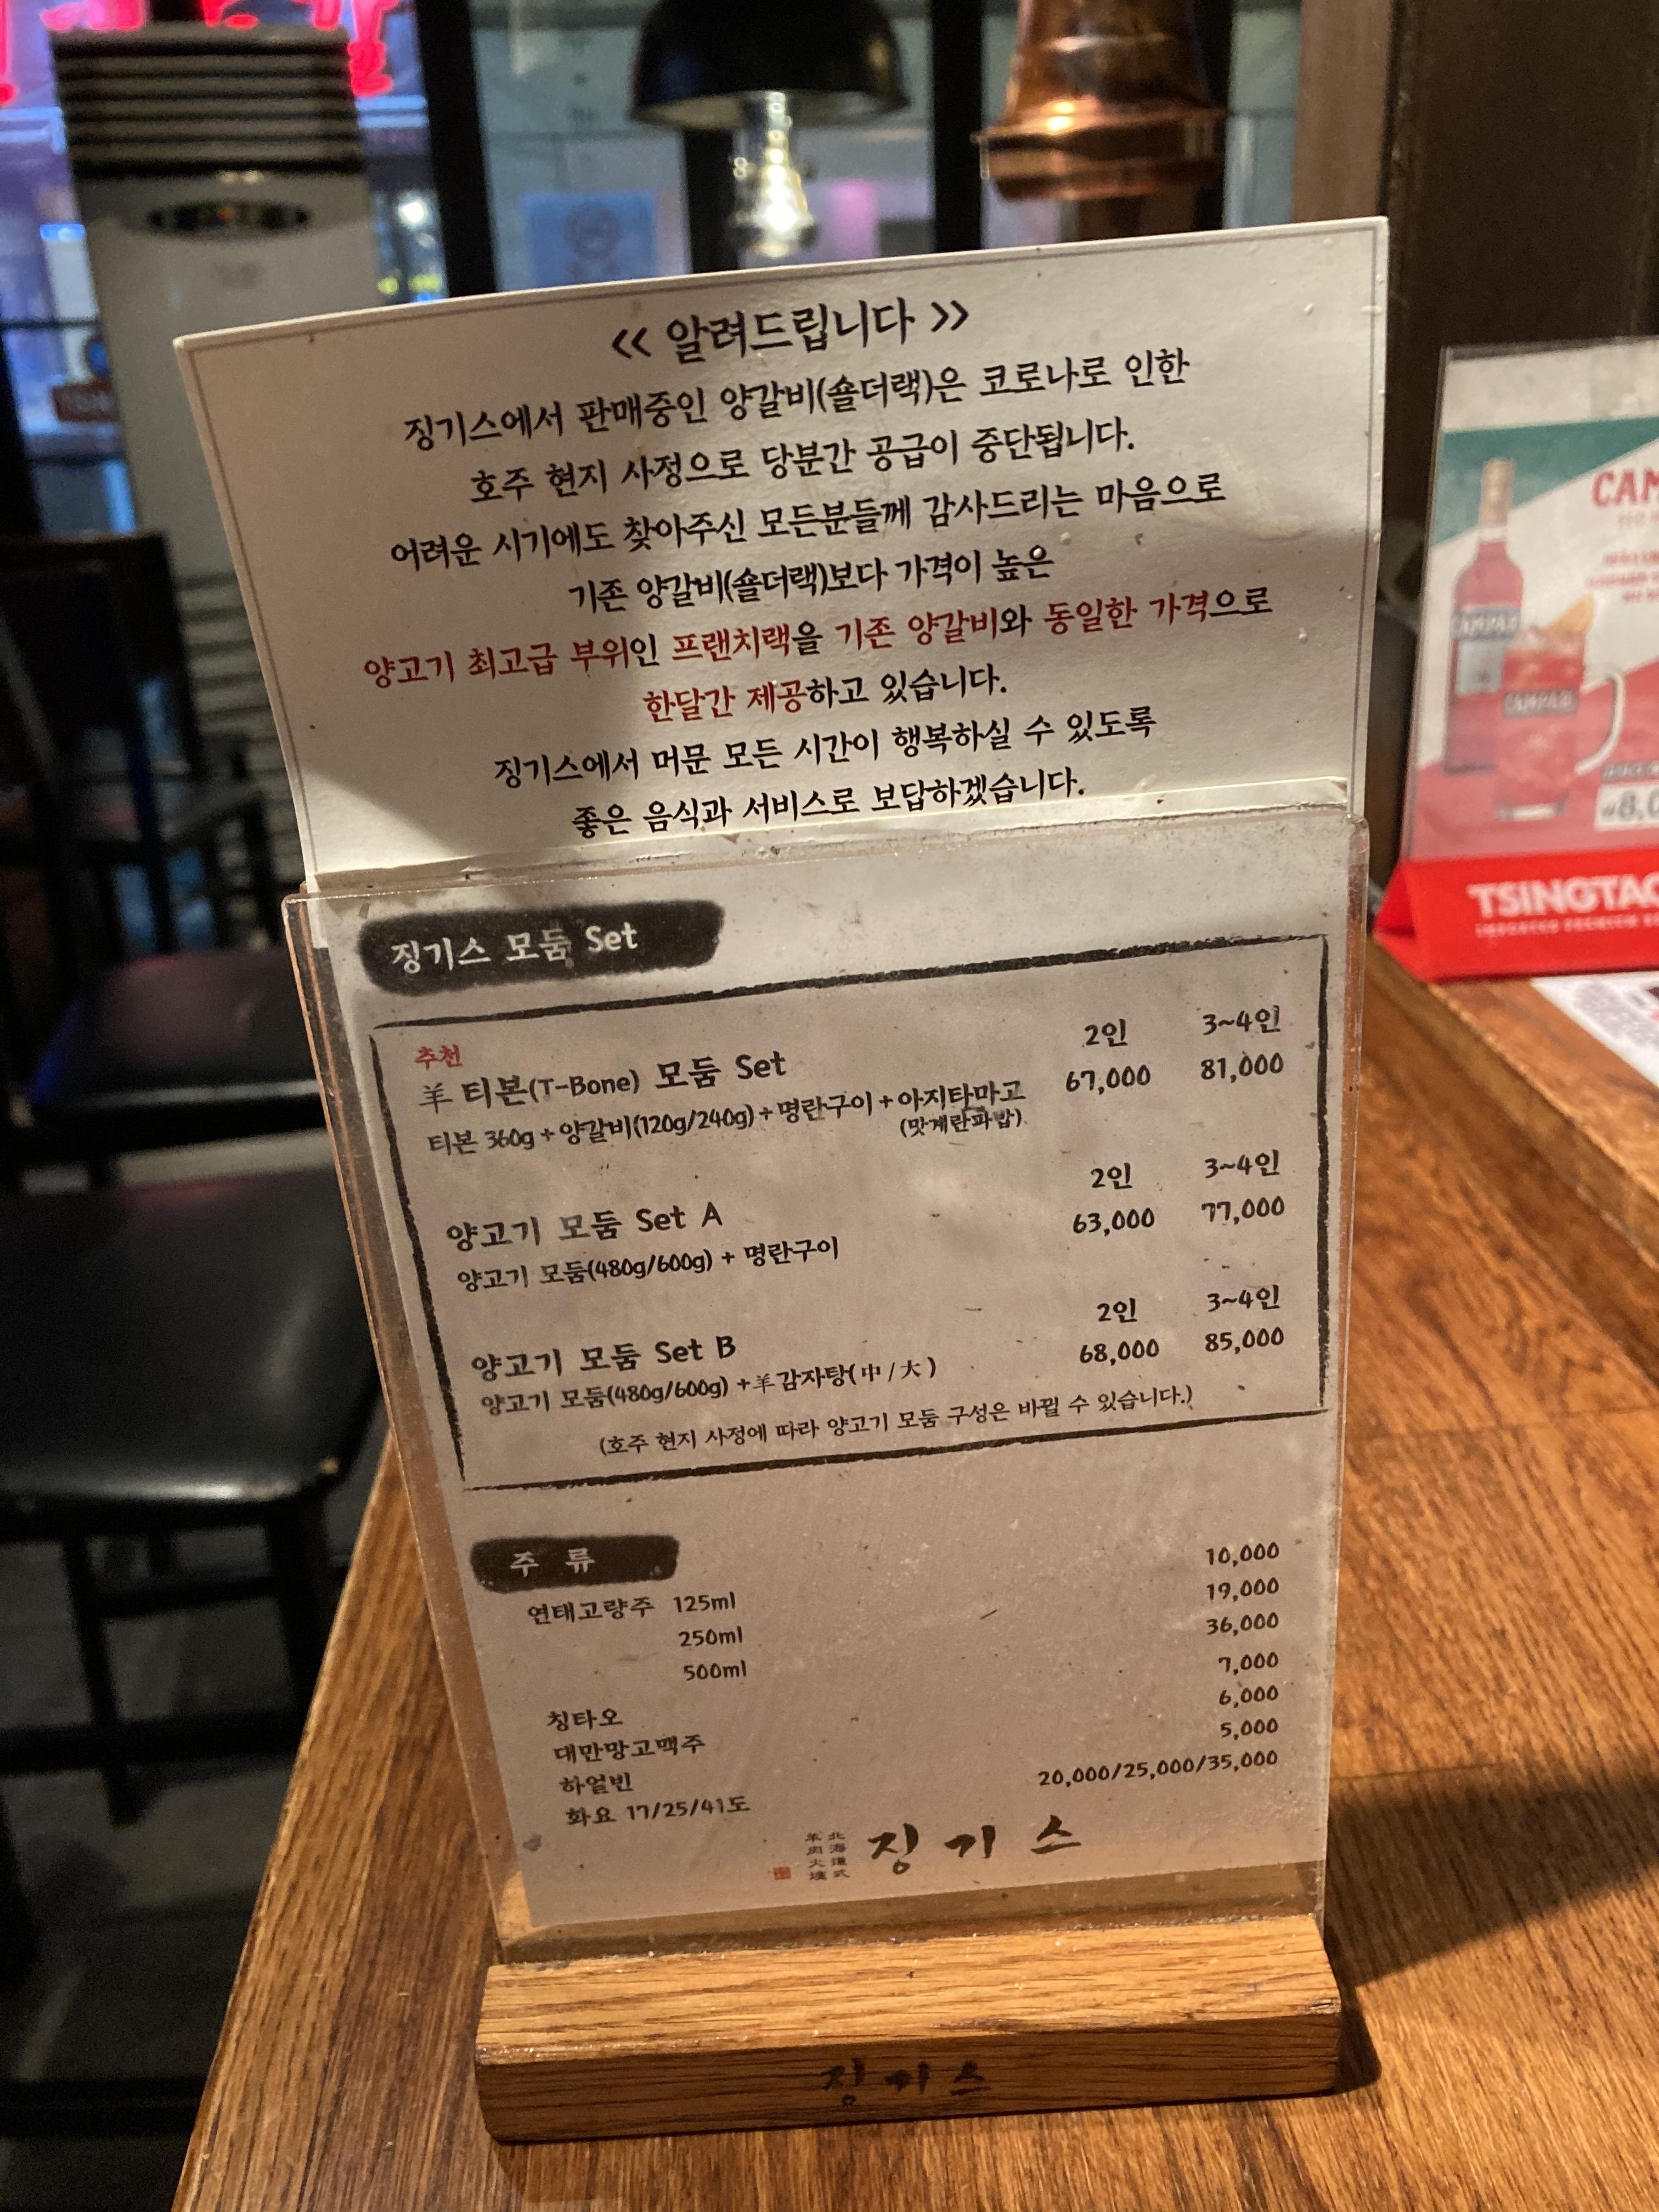 << 알려드립니다 >>
징기스에서 판매중인 양갈비(숄더랙)은 코로나로 인한
호주 현지 사정으로 당분간 공급이 중단됩니다.
어려운 시기에도 찾아주신 모든분들께 감사드리는 마음으로
기존 양갈비(숄더랙)보다 가격이 높은
양고기 최고급 부위인 프랜치랙을 기존 양갈비와 동일한 가격으로
한달간 제공하고 있습니다.
징기스에서 머문 모든 시간이 행복하실 수 있도록
좋은 음식과 서비스로 보답하겠습니다.
징기스 모둠 Set
추천 2인 3~4인
羊 티본(T-Bone) 모둠 Set 67,000 81,000
티본 360g + 양갈비(120g/240g) + 명란구이 + 아지타마고
(맛계란파밥)
2인 3~4인
양고기 모둠 Set A 63,000 77,000
양고기 모둠(480g/600g) + 명란구이
2인 3~4인
양고기 모둠 Set B 68,000 85,000
양고기 모둠(480g/600g) + 羊감자탕(中/大)
(호주 현지 사정에 따라 양고기 모둠 구성은 바뀔 수 있습니다.)
주 류
연태고량주 125ml 10,000
250ml 19,000
500ml 36,000
칭타오 7,000
대만망고맥주 6,000
하얼빈 5,000
화요 17/25/41도 20,000/25,000/35,000
北海道式
羊肉火爐
징기스
징기스
CAMPARI
CAMPARI
TSINGTAO